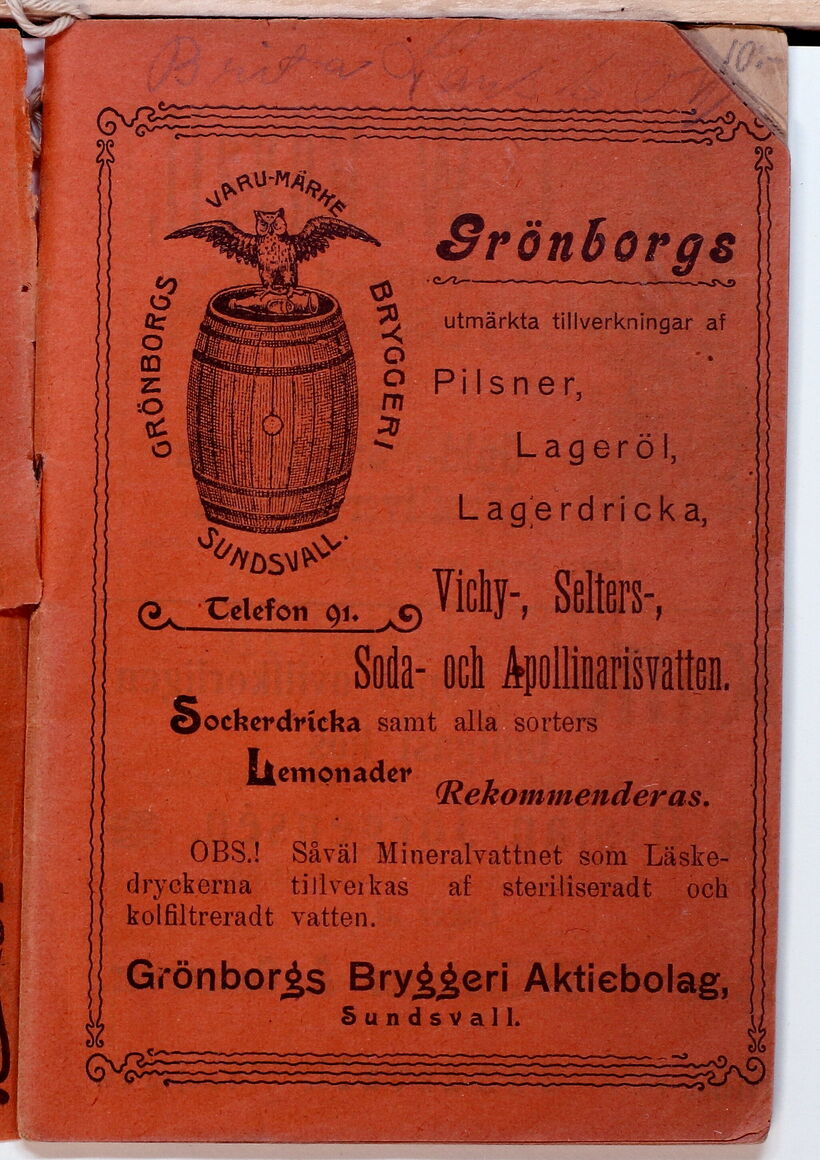 Brita
10:-
VARU-MÄRKE
GRÖNBORGS
BRYGGERI
SUNDSVALL.
Telefon 91.
Grönborgs
utmärkta tillverkningar af
Pilsner,
Lageröl,
Lagerdricka,
Vichy-, Selters-,
Soda- och Apollinarisvatten.
Sockerdricka samt alla sorters
Lemonader
Rekommenderas.
OBS.! Såväl Mineralvattnet som Läske-
dryckerna tillverkas af steriliseradt och
kolfiltreradt vatten.
Grönborgs Bryggeri Aktiebolag,
Sundsvall.